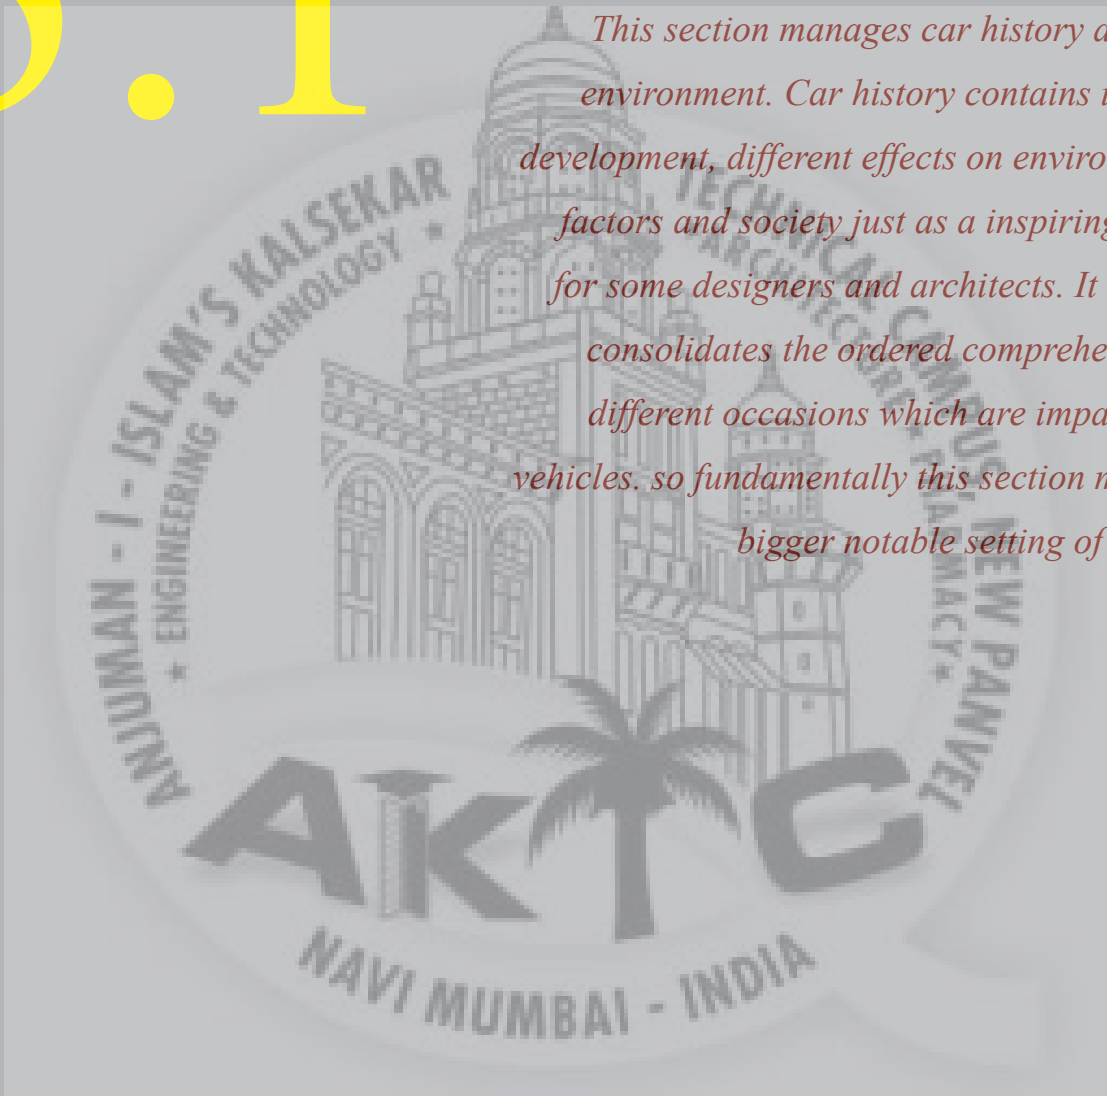 .1
This section manages car history a
environment. Car history contains
development, different effects on enviro
factors and society just as a inspiring
for some designers and architects. It
consolidates the ordered comprehe
different occasions which are impa
vehicles. so fundamentally this section
bigger notable setting of
ANJUMAN - I - ISLAM'S KALSEKAR TECHNICAL CAMPUS, NEW PANVEL
★ ENGINEERING & TECHNOLOGY ★ ARCHITECTURE ★ PHARMACY ★
AKTC
NAVI MUMBAI - INDIA